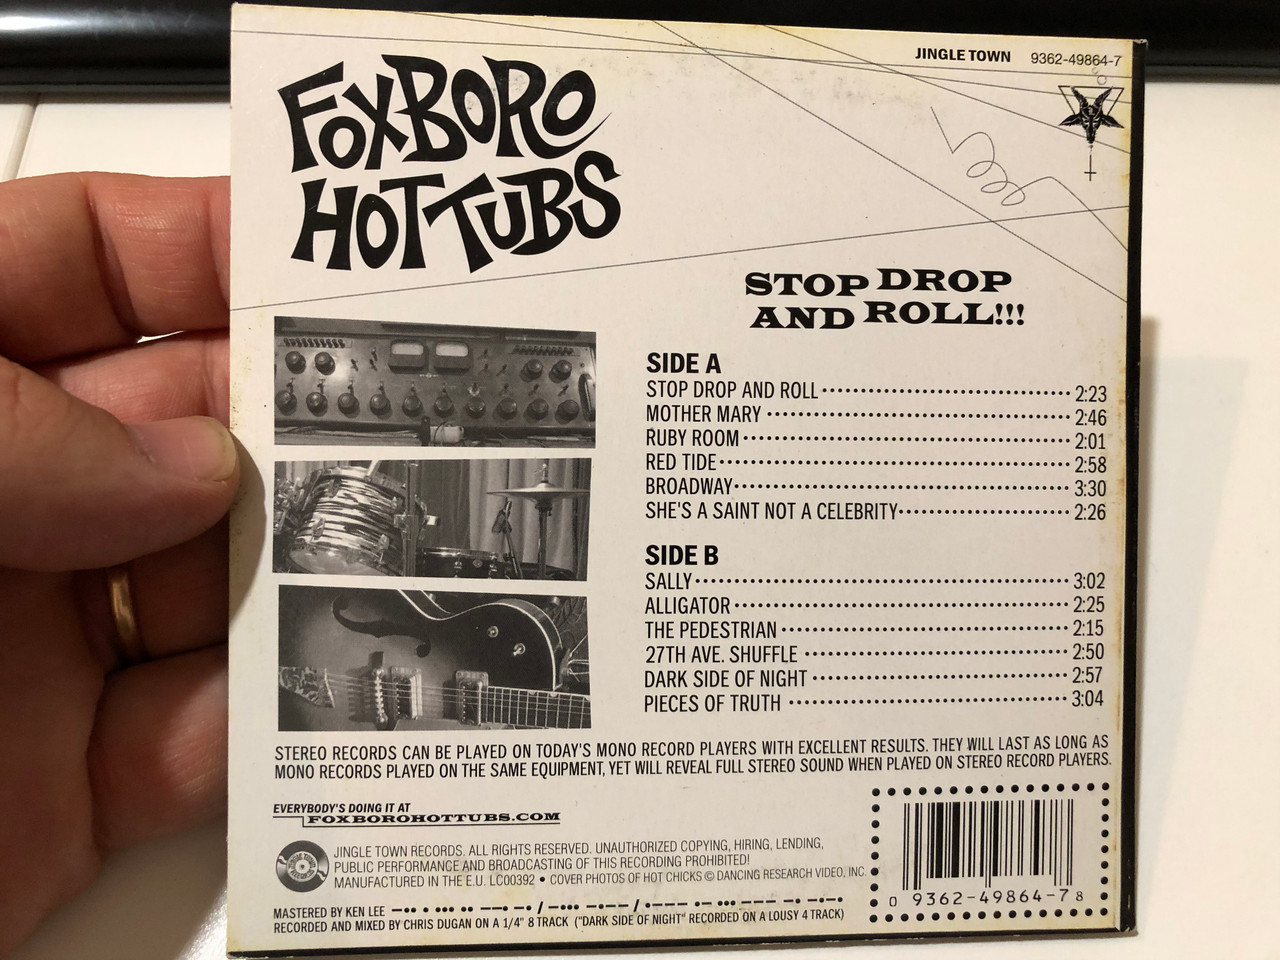 JINGLE TOWN 9362-49864-7
FOXBORO
HOT TUBS
STOP DROP
AND ROLL!!!
SIDE A
STOP DROP AND ROLL 2:23
MOTHER MARY 2:46
RUBY ROOM 2:01
RED TIDE 2:58
BROADWAY 3:30
SHE'S A SAINT NOT A CELEBRITY 2:26
SIDE B
SALLY 3:02
ALLIGATOR 2:25
THE PEDESTRIAN 2:15
27TH AVE. SHUFFLE 2:50
DARK SIDE OF NIGHT 2:57
PIECES OF TRUTH 3:04
STEREO RECORDS CAN BE PLAYED ON TODAY'S MONO RECORD PLAYERS WITH EXCELLENT RESULTS. THEY WILL LAST AS LONG AS
MONO RECORDS PLAYED ON THE SAME EQUIPMENT, YET WILL REVEAL FULL STEREO SOUND WHEN PLAYED ON STEREO RECORD PLAYERS.
EVERYBODY'S DOING IT AT
FOXBOROHOTTUBS.COM
JINGLE TOWN RECORDS. ALL RIGHTS RESERVED. UNAUTHORIZED COPYING, HIRING, LENDING,
PUBLIC PERFORMANCE AND BROADCASTING OF THIS RECORDING PROHIBITED!
MANUFACTURED IN THE E.U. LC00392 • COVER PHOTOS OF HOT CHICKS © DANCING RESEARCH VIDEO, INC.
0 9362-49864-7 8
MASTERED BY KEN LEE
RECORDED AND MIXED BY CHRIS DUGAN ON A 1/4" 8 TRACK ("DARK SIDE OF NIGHT" RECORDED ON A LOUSY 4 TRACK)